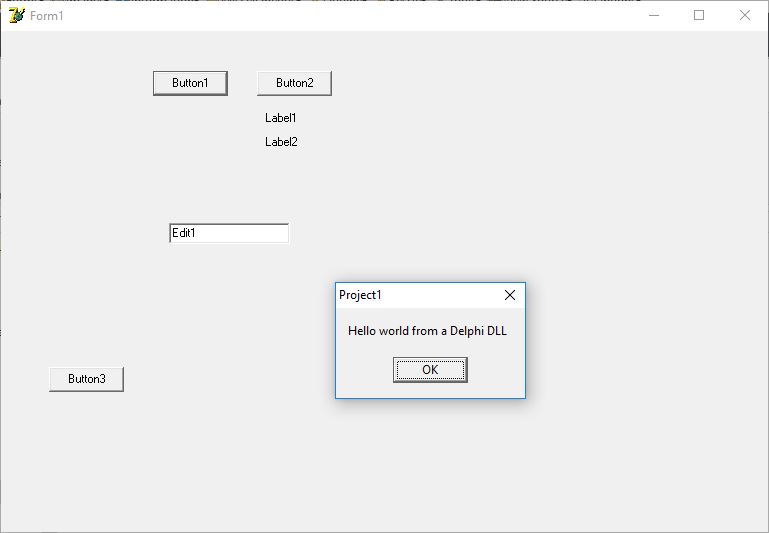 Form1
Button1 Button2
Label1
Label2
Edit1
Project1
Hello world from a Delphi DLL
OK
Button3